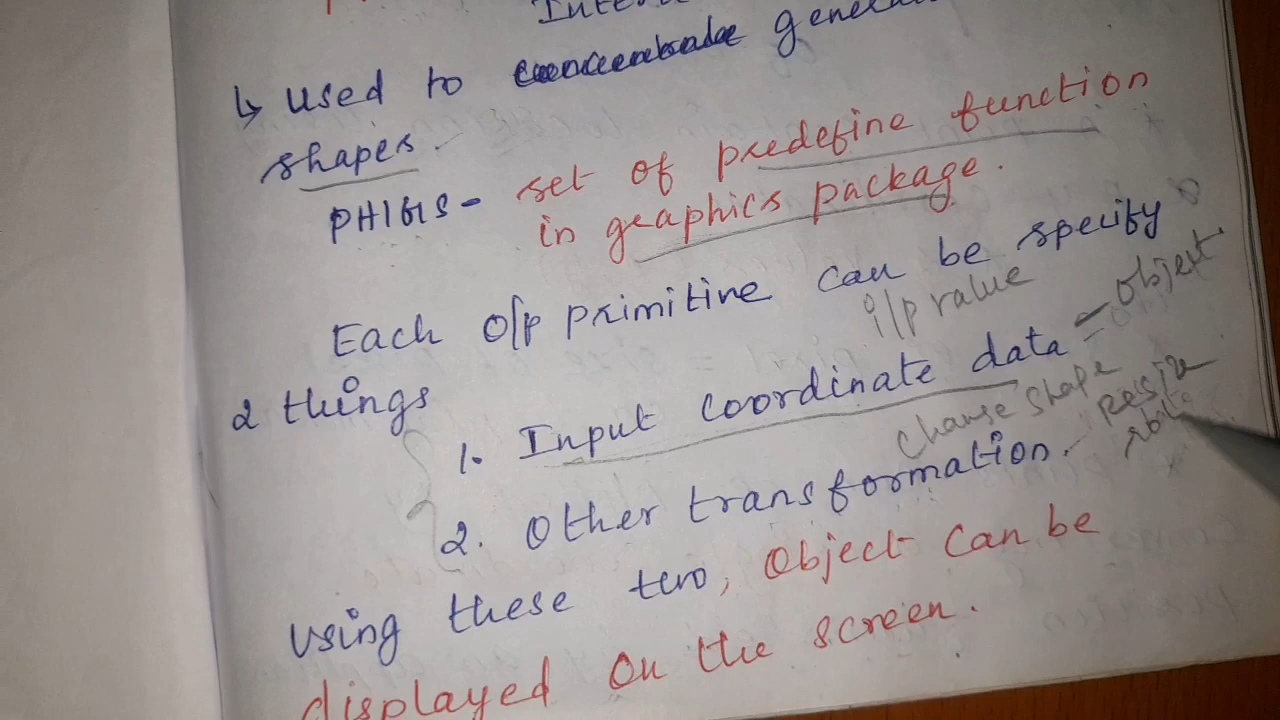 ↳ used to generate
shapes.
PHIGS - set of predefine function
in graphics package.
Each o/p primitive can be specify
i/p value
2 things
1. Input coordinate data = object
change shape resize
2. Other transformation.
using these two, object can be
displayed on the screen.